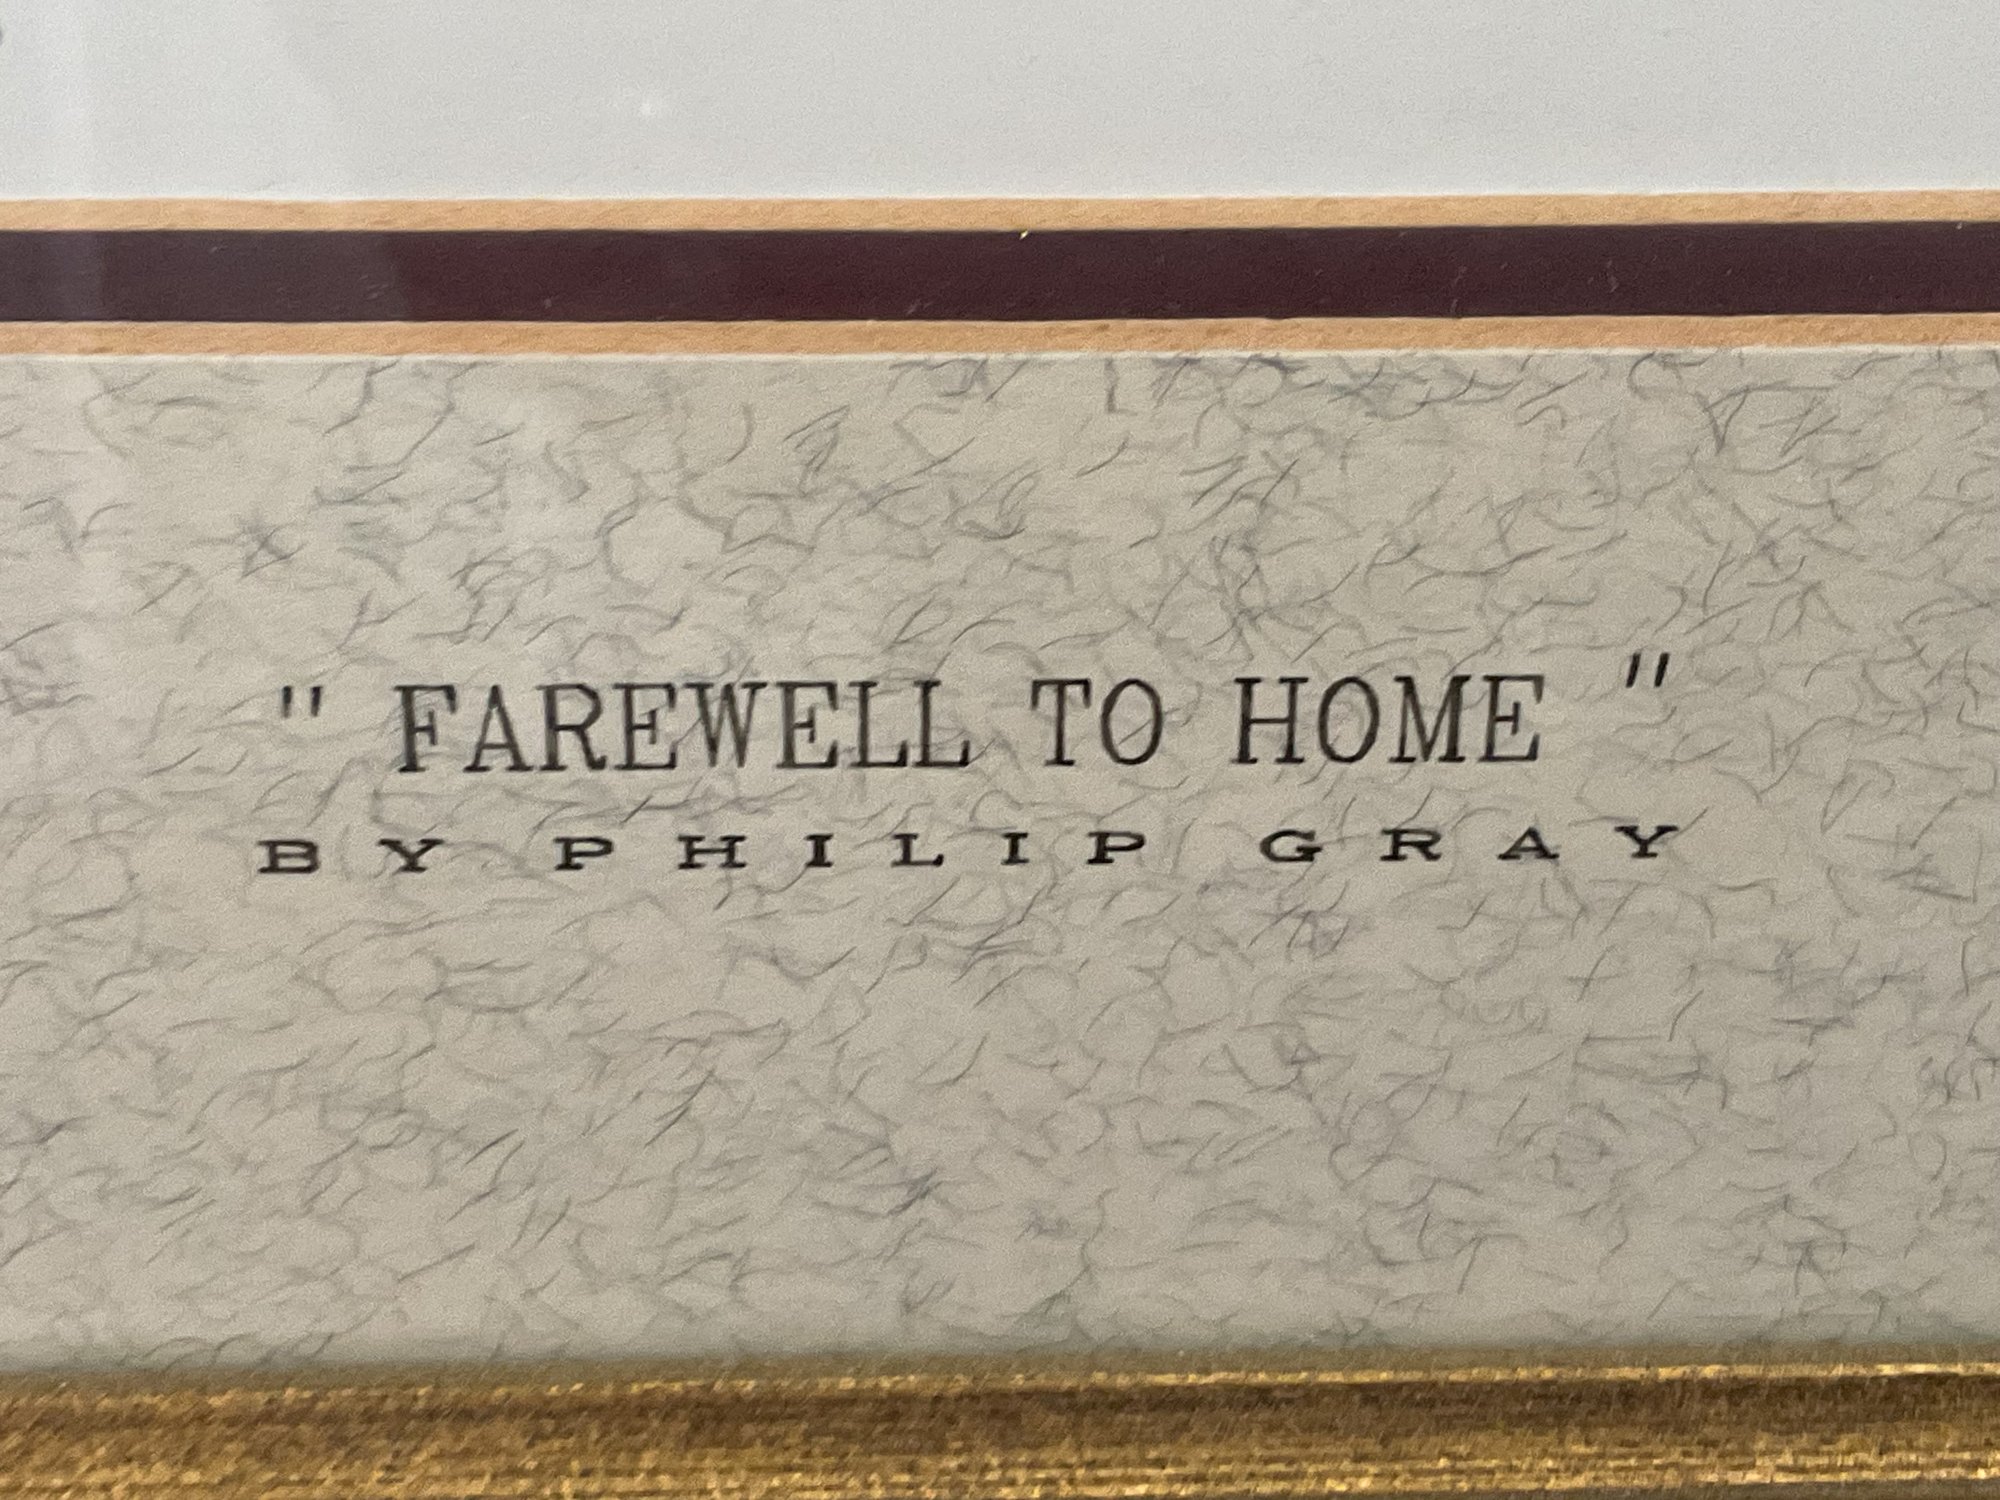 " FAREWELL TO HOME "
BY PHILIP GRAY